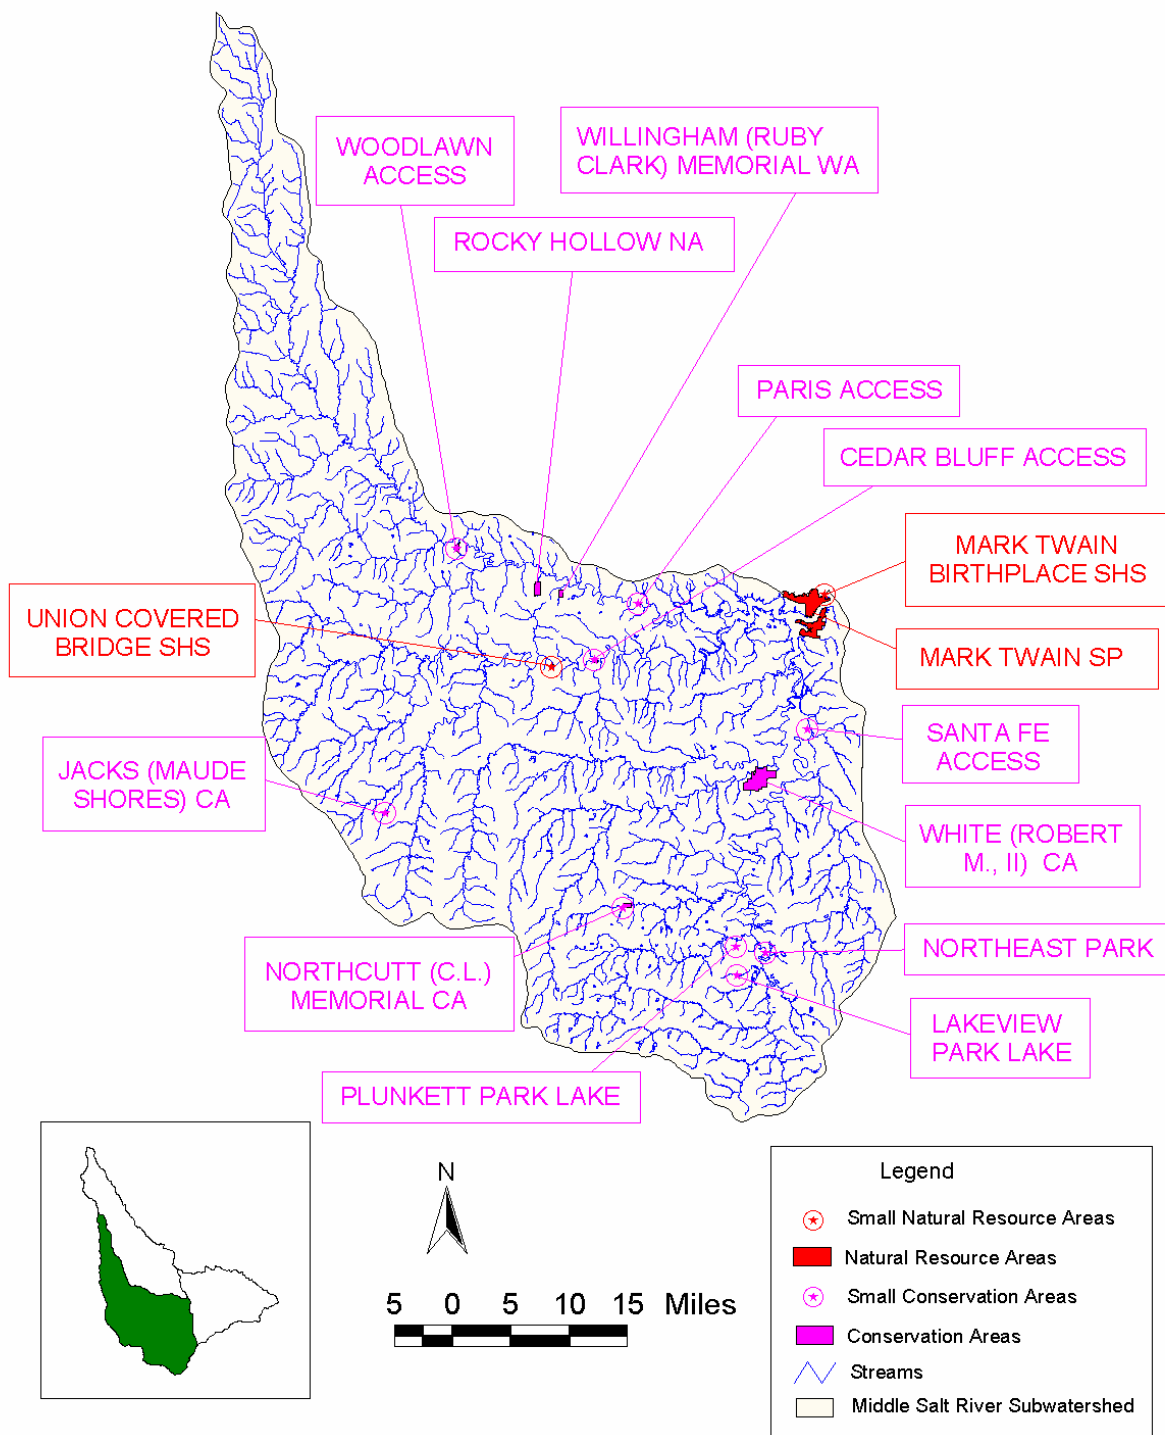 WOODLAWN
ACCESS
WILLINGHAM (RUBY
CLARK) MEMORIAL WA
ROCKY HOLLOW NA
PARIS ACCESS
CEDAR BLUFF ACCESS
MARK TWAIN
BIRTHPLACE SHS
UNION COVERED
BRIDGE SHS
MARK TWAIN SP
SANTA FE
ACCESS
JACKS (MAUDE
SHORES) CA
WHITE (ROBERT
M., II) CA
NORTHCUTT (C.L.)
MEMORIAL CA
NORTHEAST PARK
LAKEVIEW
PARK LAKE
PLUNKETT PARK LAKE
N
5 0 5 10 15 Miles
Legend
Small Natural Resource Areas
Natural Resource Areas
Small Conservation Areas
Conservation Areas
Streams
Middle Salt River Subwatershed